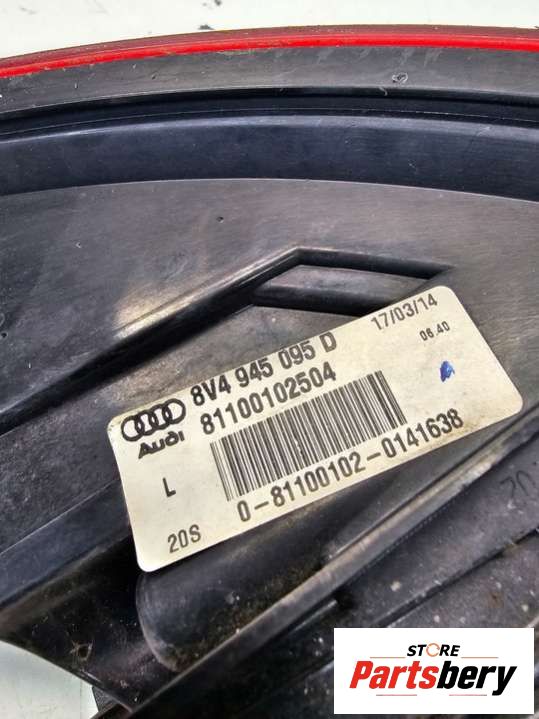 17/03/14
06.40
8V4 945 095 D
81100102504
Audi
L
0-81100102-0141638
20S
STORE
Partsbery